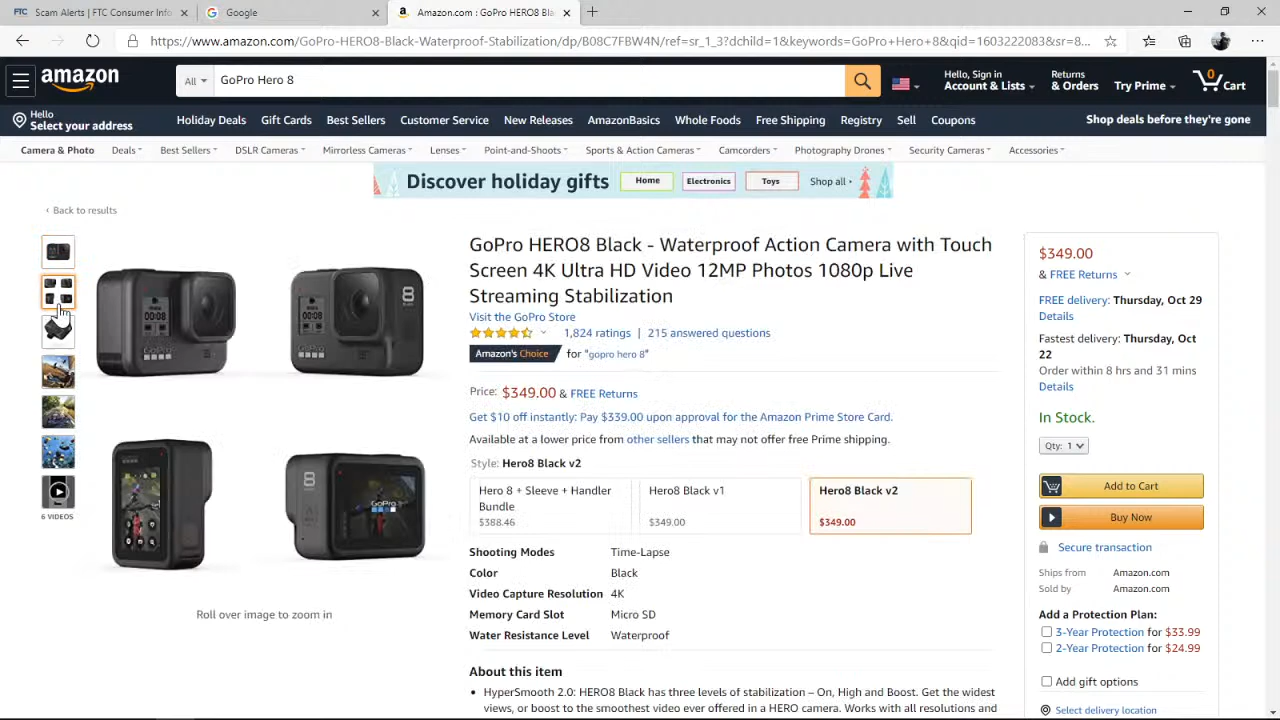 Scam Alerts | FTC Consumer Info
Google
Amazon.com : GoPro HERO8 Bla
https://www.amazon.com/GoPro-HERO8-Black-Waterproof-Stabilization/dp/B08C7FBW4N/ref=sr_1_3?dchild=1&keywords=GoPro+Hero+8&qid=1603222083&sr=8...
amazon
All
GoPro Hero 8
Hello, Sign in
Account & Lists
Returns
& Orders
Try Prime
0
Cart
Hello
Select your address
Holiday Deals
Gift Cards
Best Sellers
Customer Service
New Releases
AmazonBasics
Whole Foods
Free Shipping
Registry
Sell
Coupons
Shop deals before they're gone
Camera & Photo
Deals
Best Sellers
DSLR Cameras
Mirrorless Cameras
Lenses
Point-and-Shoots
Sports & Action Cameras
Camcorders
Photography Drones
Security Cameras
Accessories
Discover holiday gifts
Home
Electronics
Toys
Shop all ›
‹ Back to results
6 VIDEOS
Roll over image to zoom in
GoPro HERO8 Black - Waterproof Action Camera with Touch
Screen 4K Ultra HD Video 12MP Photos 1080p Live
Streaming Stabilization
Visit the GoPro Store
1,824 ratings | 215 answered questions
Amazon's Choice for "gopro hero 8"
Price: $349.00 & FREE Returns
Get $10 off instantly: Pay $339.00 upon approval for the Amazon Prime Store Card.
Available at a lower price from other sellers that may not offer free Prime shipping.
Style: Hero8 Black v2
Hero 8 + Sleeve + Handler
Bundle
$388.46
Hero8 Black v1
$349.00
Hero8 Black v2
$349.00
Shooting Modes Time-Lapse
Color Black
Video Capture Resolution 4K
Memory Card Slot Micro SD
Water Resistance Level Waterproof
About this item
• HyperSmooth 2.0: HERO8 Black has three levels of stabilization – On, High and Boost. Get the widest
views, or boost to the smoothest video ever offered in a HERO camera. Works with all resolutions and
$349.00
& FREE Returns
FREE delivery: Thursday, Oct 29
Details
Fastest delivery: Thursday, Oct
22
Order within 8 hrs and 31 mins
Details
In Stock.
Qty: 1
Add to Cart
Buy Now
Secure transaction
Ships from Amazon.com
Sold by Amazon.com
Add a Protection Plan:
3-Year Protection for $33.99
2-Year Protection for $24.99
Add gift options
Select delivery location